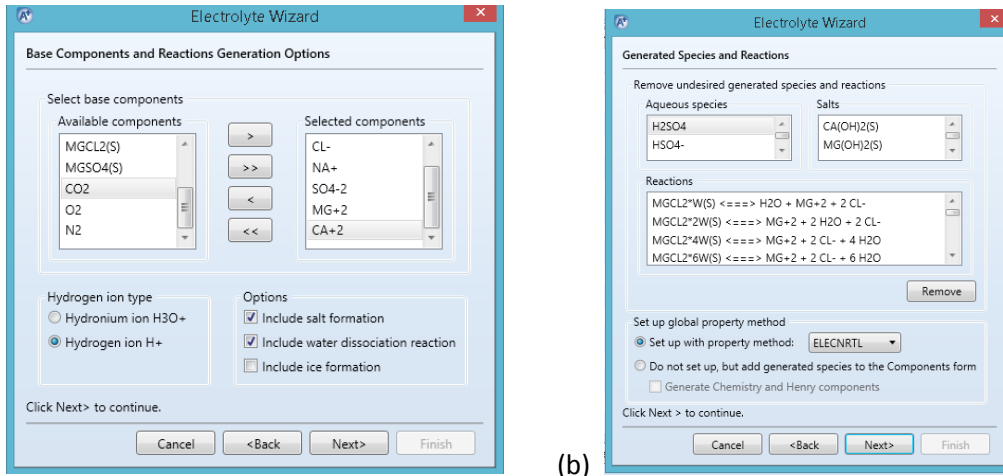 Electrolyte Wizard
Base Components and Reactions Generation Options
Select base components
Available components
MGCL2(S)
MGSO4(S)
CO2
O2
N2
>
>>
<
<<
Selected components
CL-
NA+
SO4-2
MG+2
CA+2
Hydrogen ion type
Hydronium ion H3O+
Hydrogen ion H+
Options
Include salt formation
Include water dissociation reaction
Include ice formation
Click Next> to continue.
Cancel
<Back
Next>
Finish
(b)
Electrolyte Wizard
Generated Species and Reactions
Remove undesired generated species and reactions
Aqueous species
H2SO4
HSO4-
Salts
CA(OH)2(S)
MG(OH)2(S)
Reactions
MGCL2*W(S) <===> H2O + MG+2 + 2 CL-
MGCL2*2W(S) <===> MG+2 + 2 H2O + 2 CL-
MGCL2*4W(S) <===> MG+2 + 2 CL- + 4 H2O
MGCL2*6W(S) <===> MG+2 + 2 CL- + 6 H2O
Remove
Set up global property method
Set up with property method: ELECNRTL
Do not set up, but add generated species to the Components form
Generate Chemistry and Henry components
Click Next > to continue.
Cancel
<Back
Next>
Finish